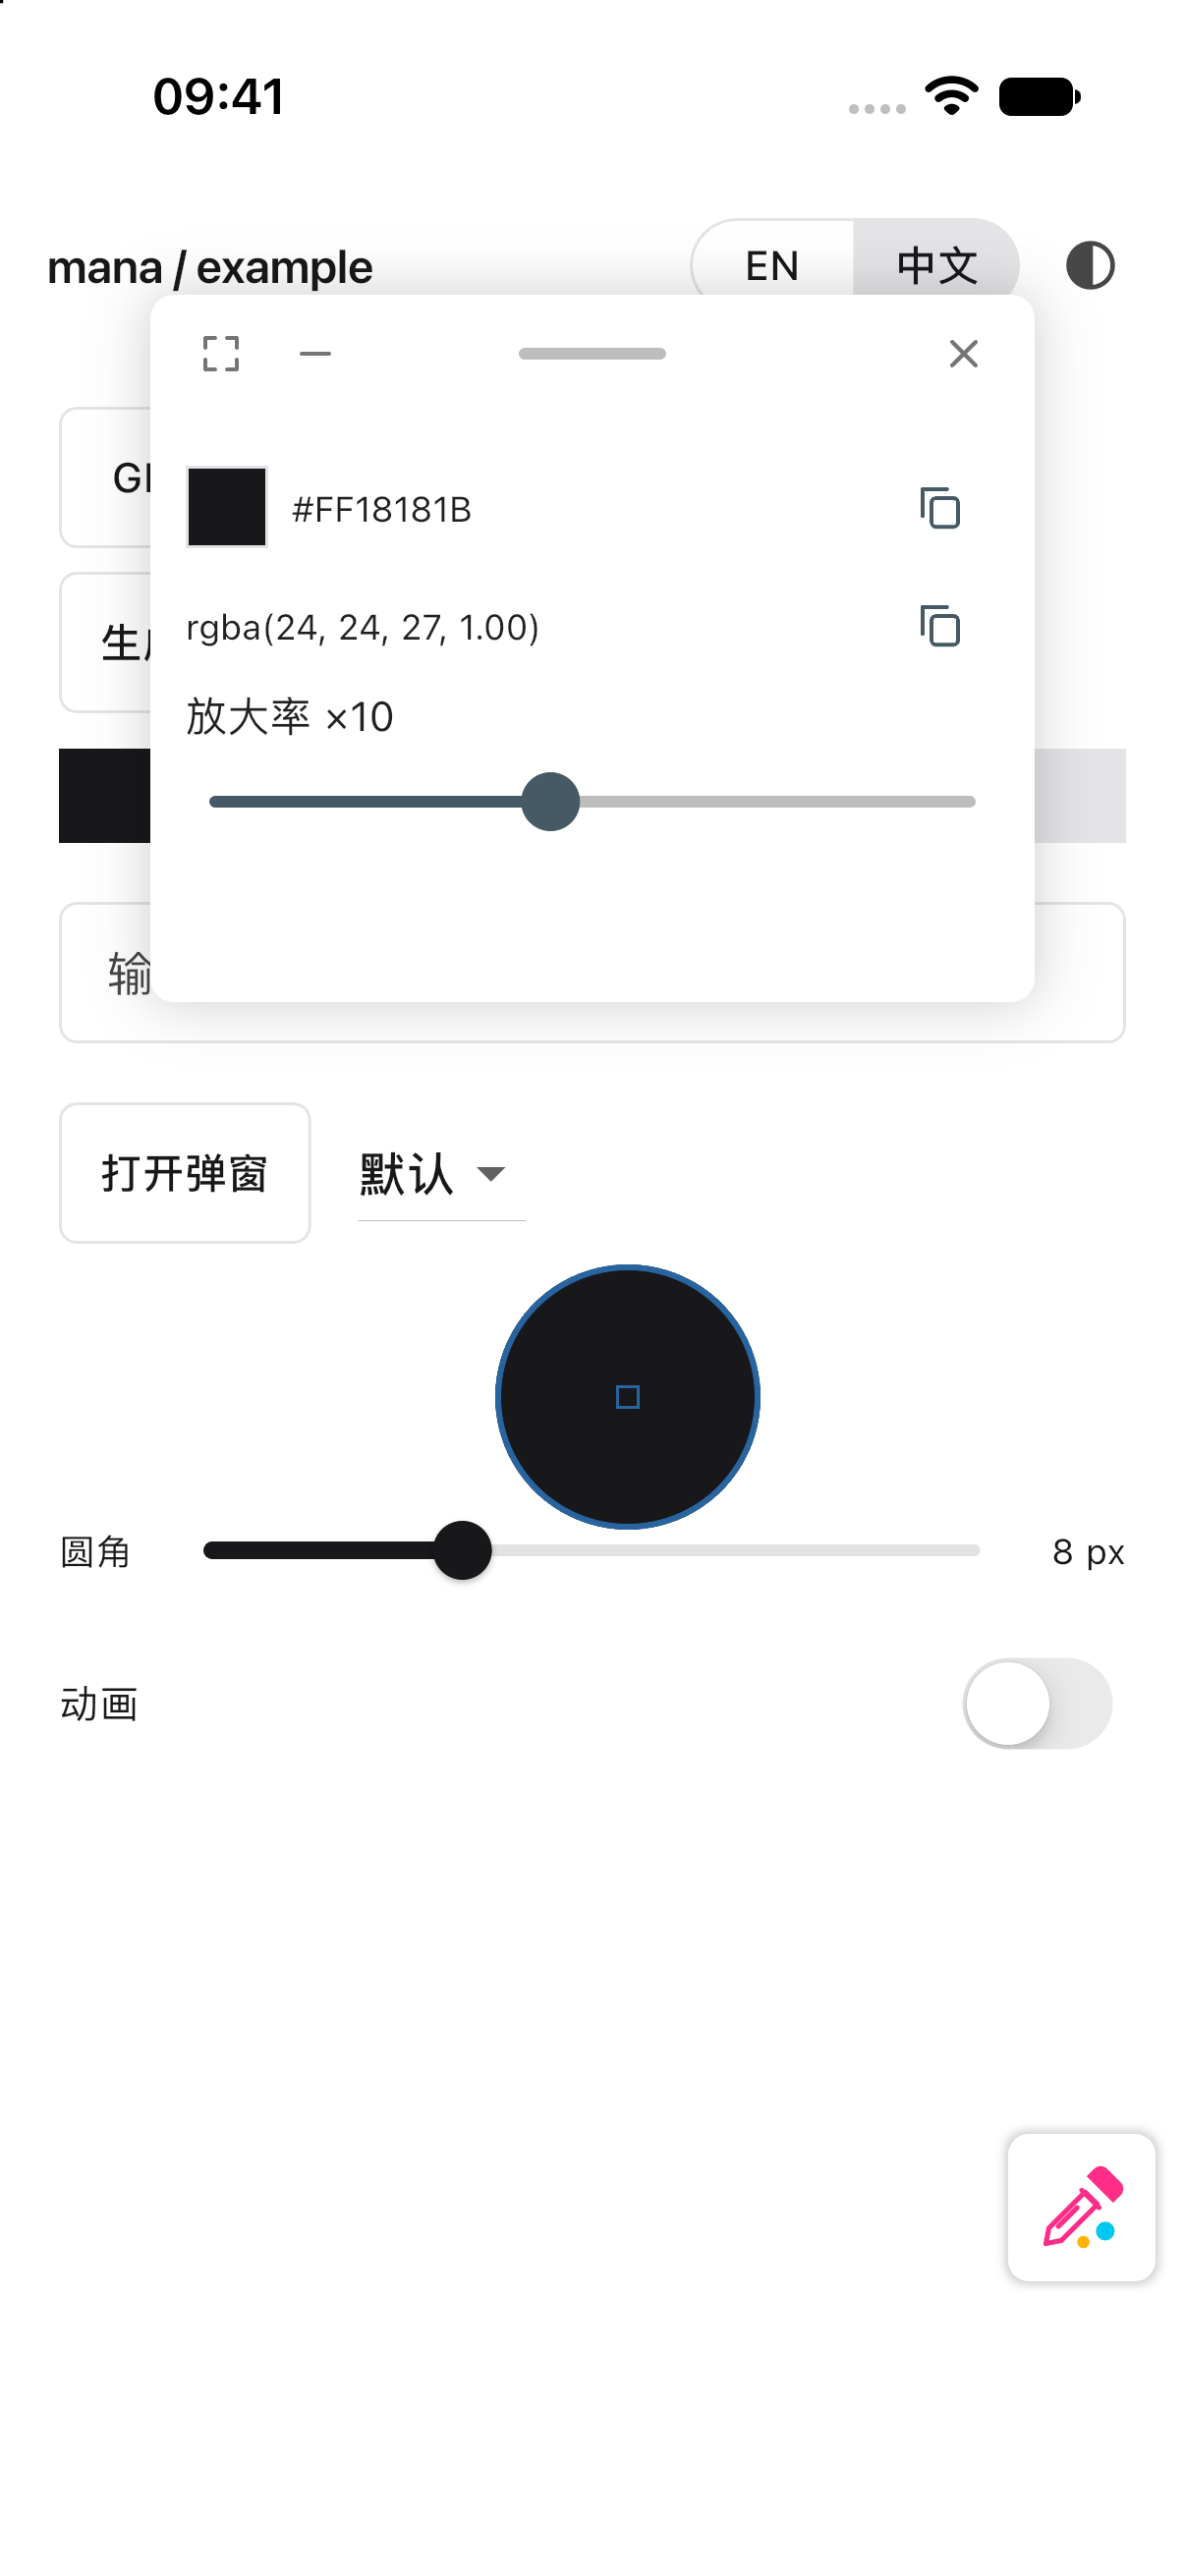 09:41
mana / example
EN
中文
#FF18181B
rgba(24, 24, 27, 1.00)
放大率 ×10
输
打开弹窗
默认
圆角
8 px
动画